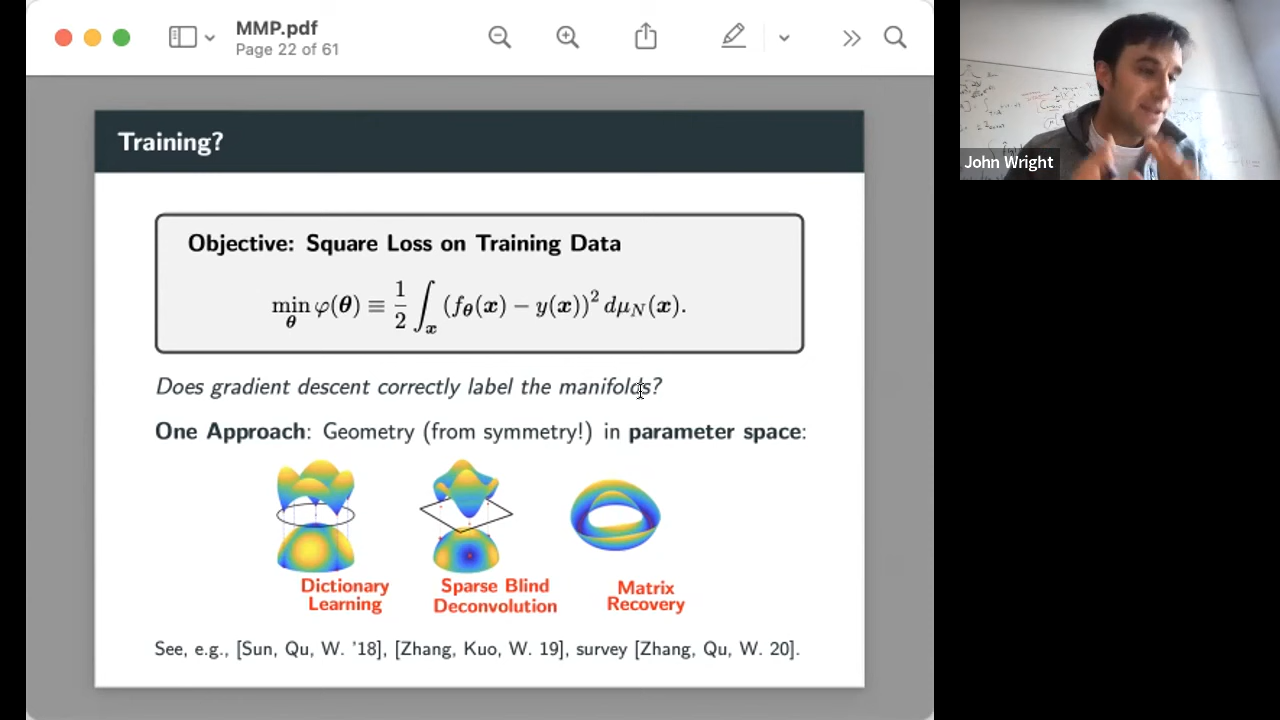 MMP.pdf
Page 22 of 61
John Wright
Training?
Objective: Square Loss on Training Data
min_θ φ(θ) ≡ 1/2 ∫_x (f_θ(x) − y(x))² dμ_N(x).
Does gradient descent correctly label the manifolds?
One Approach: Geometry (from symmetry!) in parameter space:
Dictionary
Learning
Sparse Blind
Deconvolution
Matrix
Recovery
See, e.g., [Sun, Qu, W. '18], [Zhang, Kuo, W. 19], survey [Zhang, Qu, W. 20].